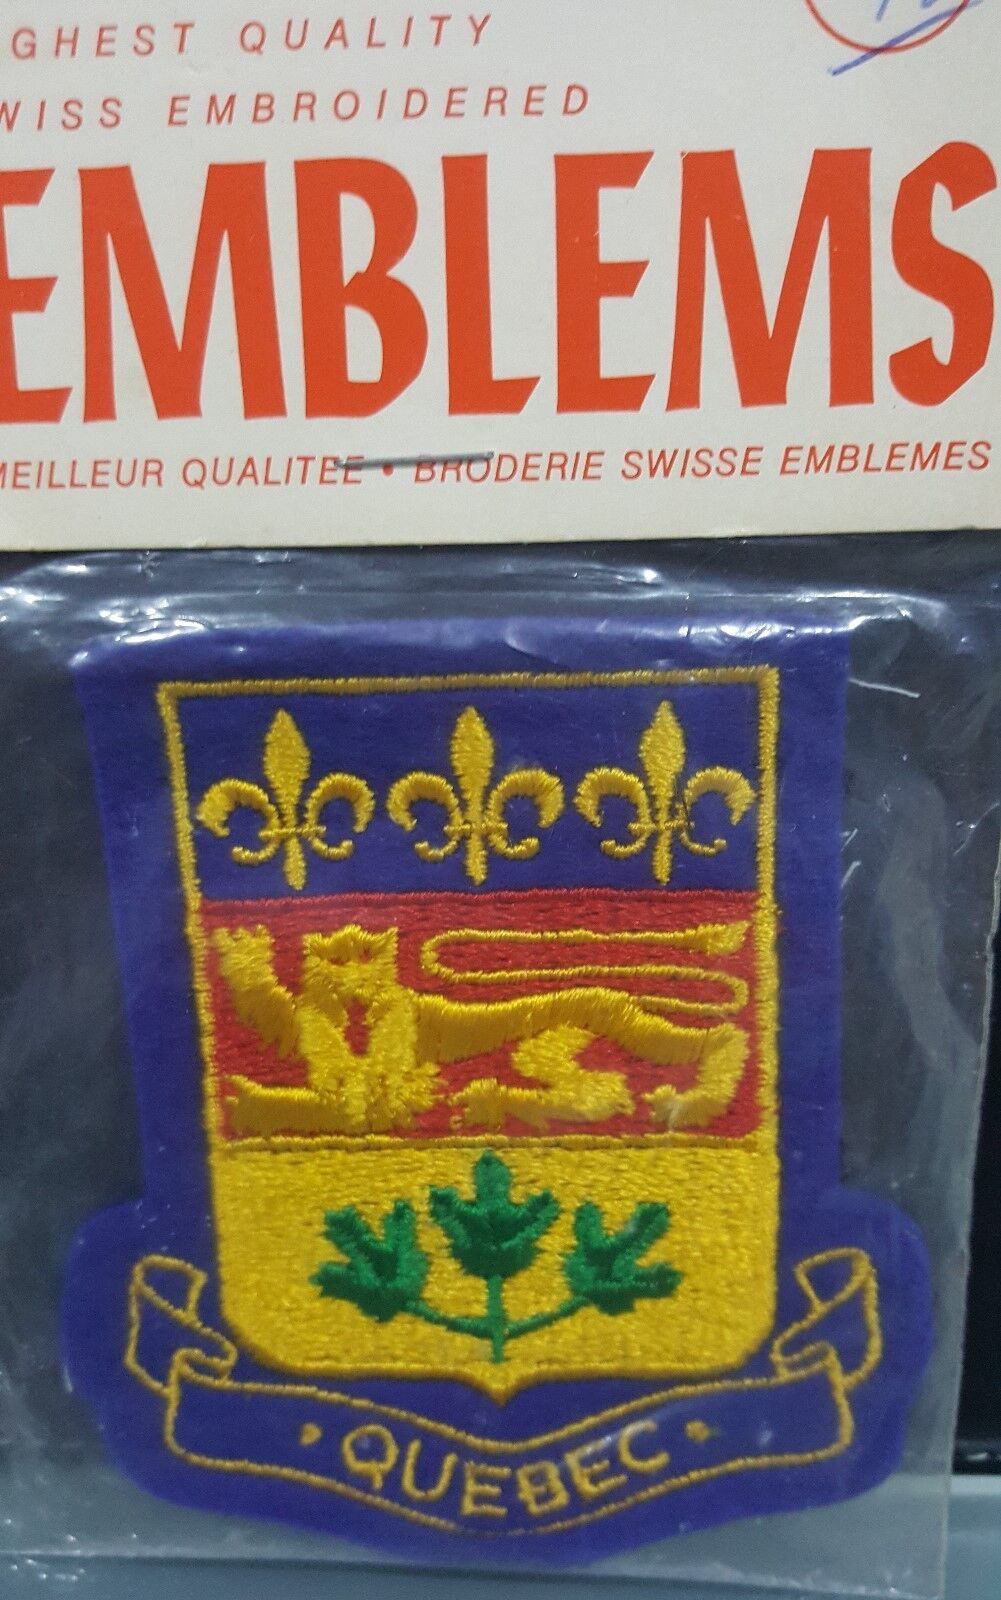 GHEST QUALITY
WISS EMBROIDERED
EMBLEMS
MEILLEUR QUALITEE • BRODERIE SWISSE EMBLEMES
• QUEBEC •